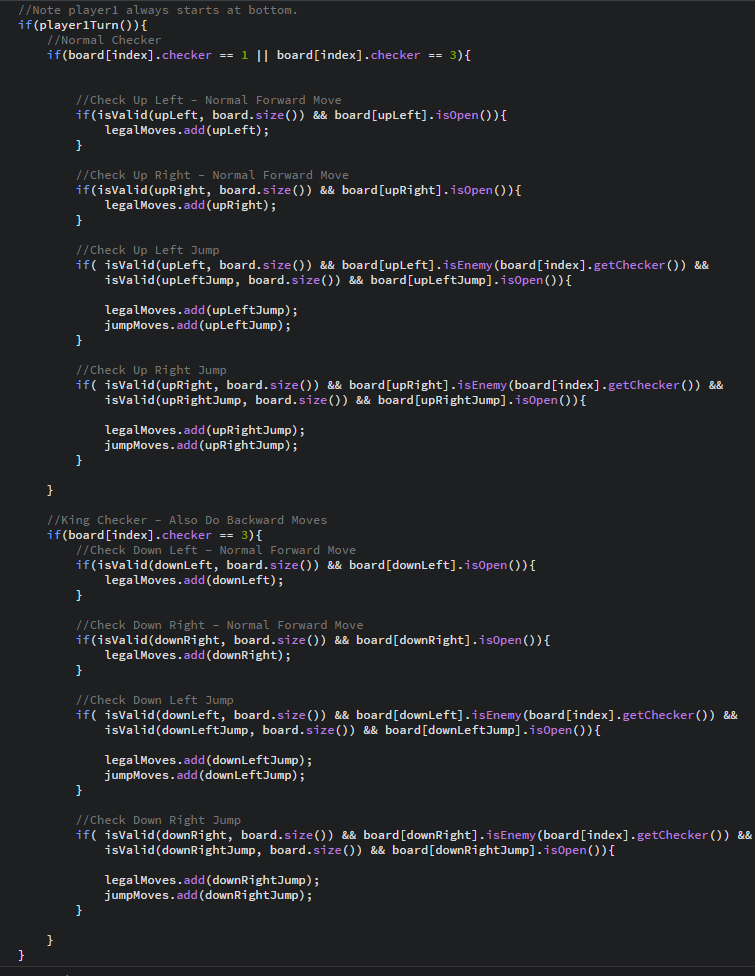 //Note player1 always starts at bottom.
if(player1Turn()){
    //Normal Checker
    if(board[index].checker == 1 || board[index].checker == 3){


        //Check Up Left - Normal Forward Move
        if(isValid(upLeft, board.size()) && board[upLeft].isOpen()){
            legalMoves.add(upLeft);
        }

        //Check Up Right - Normal Forward Move
        if(isValid(upRight, board.size()) && board[upRight].isOpen()){
            legalMoves.add(upRight);
        }

        //Check Up Left Jump
        if( isValid(upLeft, board.size()) && board[upLeft].isEnemy(board[index].getChecker()) &&
            isValid(upLeftJump, board.size()) && board[upLeftJump].isOpen()){

            legalMoves.add(upLeftJump);
            jumpMoves.add(upLeftJump);
        }

        //Check Up Right Jump
        if( isValid(upRight, board.size()) && board[upRight].isEnemy(board[index].getChecker()) &&
            isValid(upRightJump, board.size()) && board[upRightJump].isOpen()){

            legalMoves.add(upRightJump);
            jumpMoves.add(upRightJump);
        }

    }

    //King Checker - Also Do Backward Moves
    if(board[index].checker == 3){
        //Check Down Left - Normal Forward Move
        if(isValid(downLeft, board.size()) && board[downLeft].isOpen()){
            legalMoves.add(downLeft);
        }

        //Check Down Right - Normal Forward Move
        if(isValid(downRight, board.size()) && board[downRight].isOpen()){
            legalMoves.add(downRight);
        }

        //Check Down Left Jump
        if( isValid(downLeft, board.size()) && board[downLeft].isEnemy(board[index].getChecker()) &&
            isValid(downLeftJump, board.size()) && board[downLeftJump].isOpen()){

            legalMoves.add(downLeftJump);
            jumpMoves.add(downLeftJump);
        }

        //Check Down Right Jump
        if( isValid(downRight, board.size()) && board[downRight].isEnemy(board[index].getChecker()) &&
            isValid(downRightJump, board.size()) && board[downRightJump].isOpen()){

            legalMoves.add(downRightJump);
            jumpMoves.add(downRightJump);
        }

    }
}